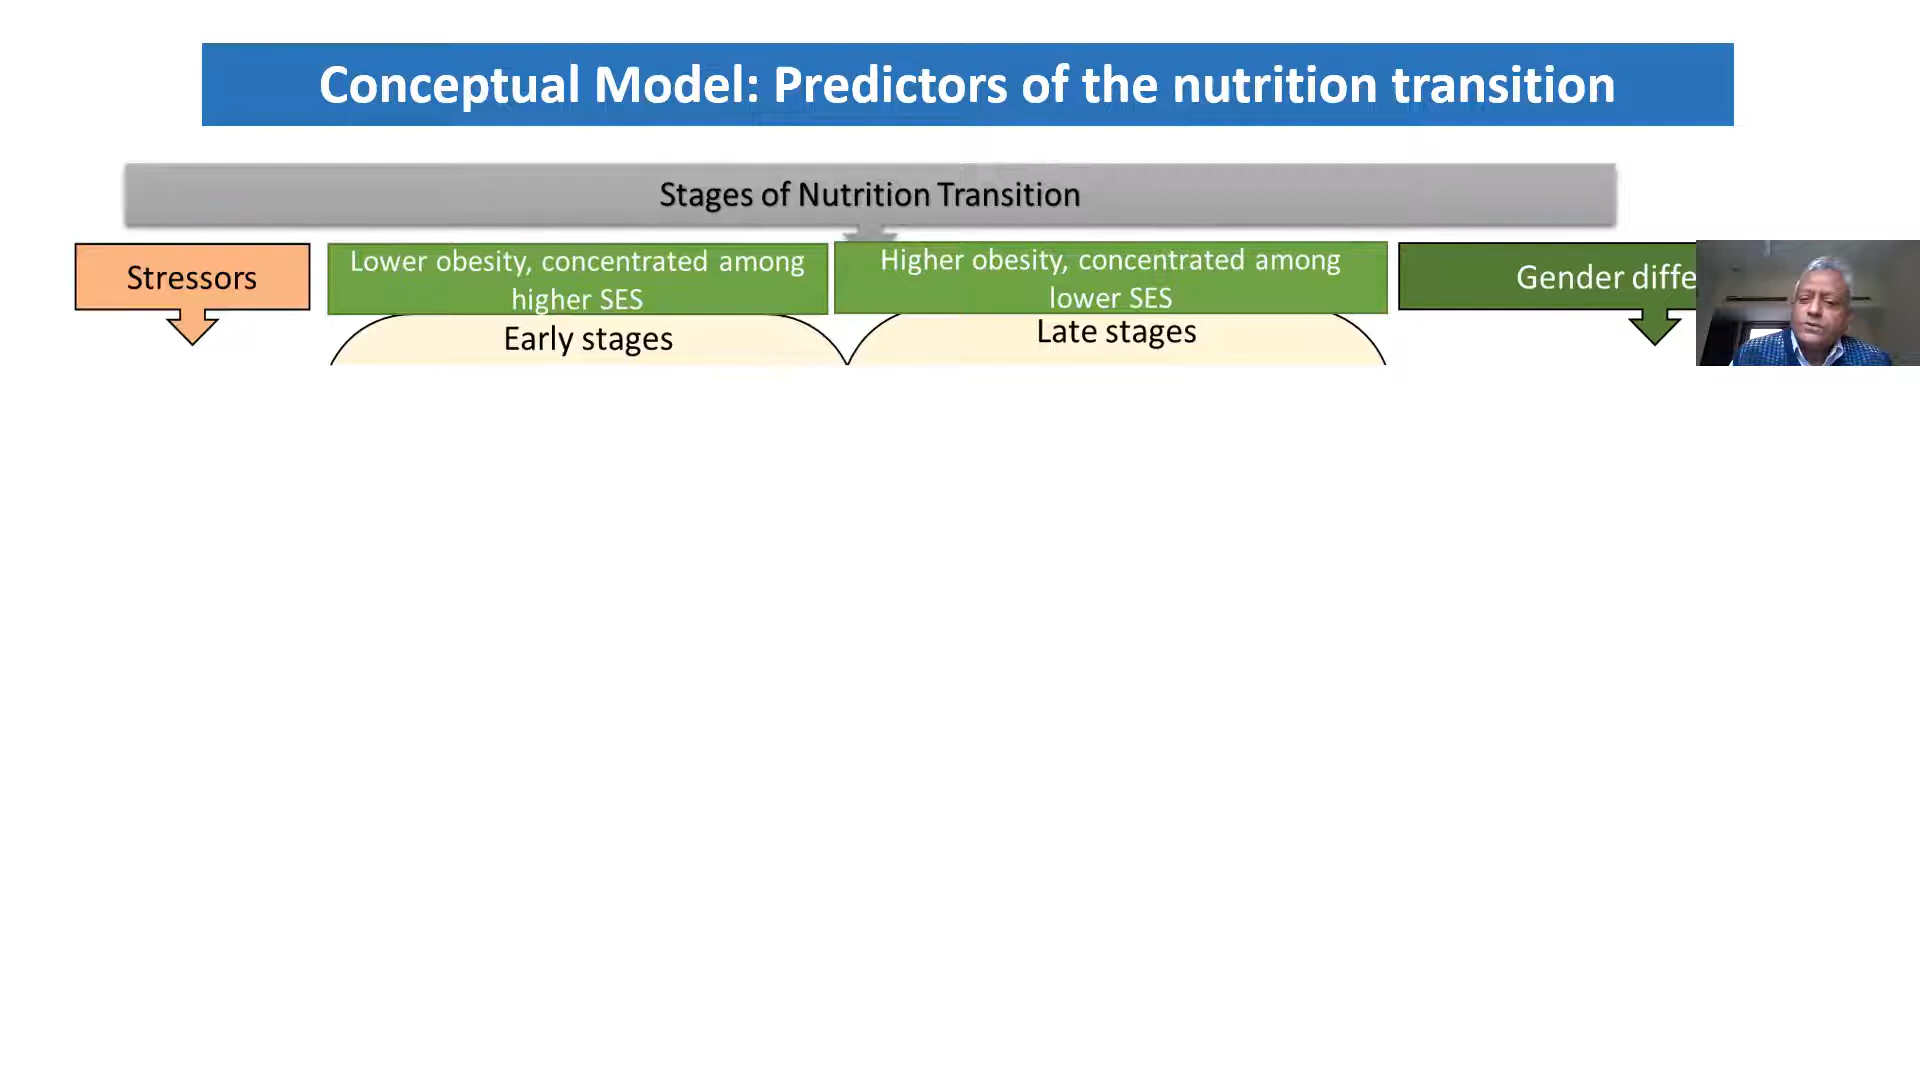 Conceptual Model: Predictors of the nutrition transition
Stages of Nutrition Transition
Stressors
Lower obesity, concentrated among
higher SES
Higher obesity, concentrated among
lower SES
Gender
Early stages
Late stages